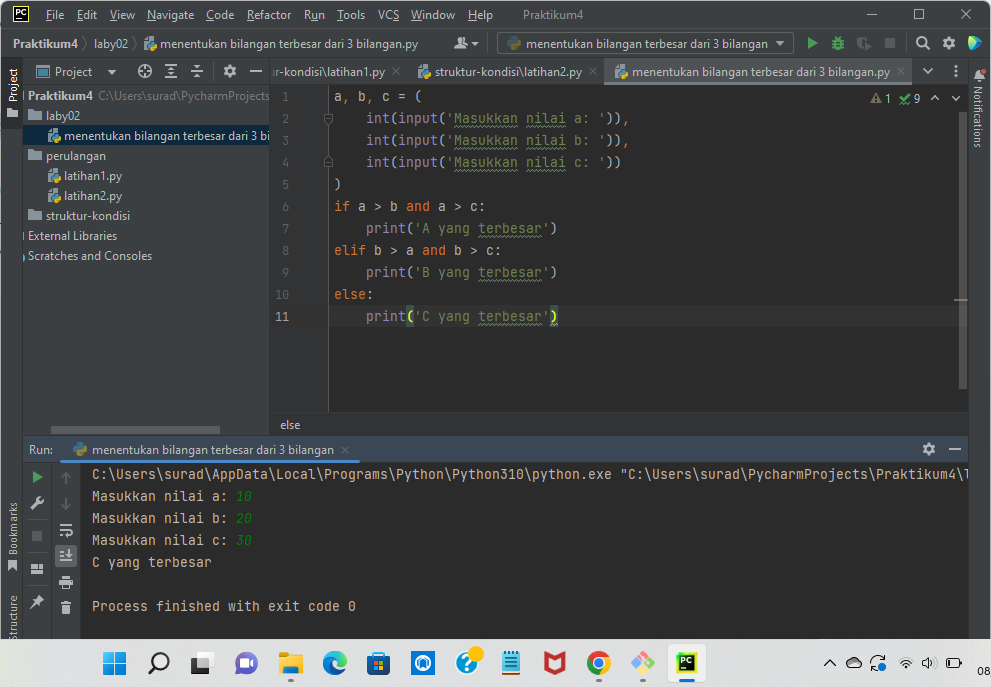 PC File Edit View Navigate Code Refactor Run Tools VCS Window Help Praktikum4
Praktikum4 laby02 menentukan bilangan terbesar dari 3 bilangan.py menentukan bilangan terbesar dari 3 bilangan
Project
Project
ur-kondisi\latihan1.py struktur-kondisi\latihan2.py menentukan bilangan terbesar dari 3 bilangan.py
Notifications
Praktikum4 C:\Users\surad\PycharmProjects
laby02
menentukan bilangan terbesar dari 3 bi
perulangan
latihan1.py
latihan2.py
struktur-kondisi
External Libraries
Scratches and Consoles
1 9
1 a, b, c = (
2 int(input('Masukkan nilai a: ')),
3 int(input('Masukkan nilai b: ')),
4 int(input('Masukkan nilai c: '))
5 )
6 if a > b and a > c:
7 print('A yang terbesar')
8 elif b > a and b > c:
9 print('B yang terbesar')
10 else:
11 print('C yang terbesar')
else
Run: menentukan bilangan terbesar dari 3 bilangan
C:\Users\surad\AppData\Local\Programs\Python\Python310\python.exe "C:\Users\surad\PycharmProjects\Praktikum4\l
Masukkan nilai a: 10
Masukkan nilai b: 20
Masukkan nilai c: 30
C yang terbesar
Process finished with exit code 0
Bookmarks
Structure
PC
08